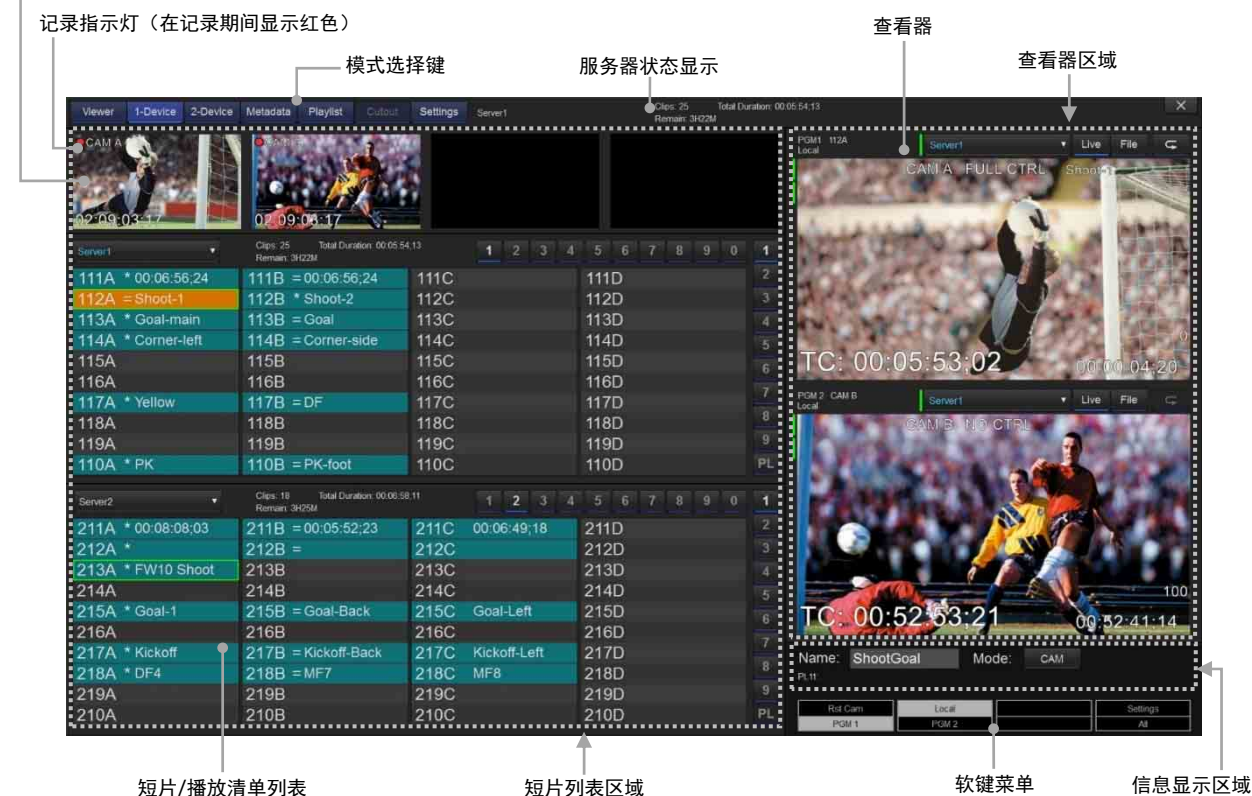 记录指示灯（在记录期间显示红色）
模式选择键
服务器状态显示
查看器
查看器区域
Viewer 1-Device 2-Device Metadata Playlist Cutout Settings Server1
Clips: 25 Total Duration: 00:05:54;13
Remain: 3H22M
CAM A
02:09:03:17
02:09:03:17
Server1
Clips: 25 Total Duration: 00:05:54;13
Remain: 3H22M
1 2 3 4 5 6 7 8 9 0 1
111A * 00:06:56;24 111B = 00:06:56;24 111C 111D 2
112A = Shoot-1 112B * Shoot-2 112C 112D 3
113A * Goal-main 113B = Goal 113C 113D 4
114A * Corner-left 114B = Corner-side 114C 114D 5
115A 115B 115C 115D 6
116A 116B 116C 116D
117A * Yellow 117B = DF 117C 117D 7
118A 118B 118C 118D 8
119A 119B 119C 119D 9
110A * PK 110B = PK-foot 110C 110D PL
Server2
Clips: 18 Total Duration: 00:06:58;11
Remain: 3H25M
1 2 3 4 5 6 7 8 9 0 1
211A * 00:08:08;03 211B = 00:05:52;23 211C 00:06:49;18 211D 2
212A * 212B = 212C 212D 3
213A * FW10 Shoot 213B 213C 213D 4
214A 214B 214C 214D 5
215A * Goal-1 215B = Goal-Back 215C Goal-Left 215D 6
216A 216B 216C 216D
217A * Kickoff 217B = Kickoff-Back 217C Kickoff-Left 217D 7
218A * DF4 218B = MF7 218C MF8 218D 8
219A 219B 219C 219D 9
210A 210B 210C 210D PL
PGM1 112A
Local
Server1 Live File
CAM A FULL CTRL Shoot-1
0
TC: 00:05:53;02 00:00:04:20
PGM 2 CAM B
Local
Server1 Live File
CAM B NO CTRL
100
TC: 00:52:53;21 00:52:41;14
Name: ShootGoal Mode: CAM
PL11
Rst Cam Local Settings
PGM 1 PGM 2 All
短片/播放清单列表
短片列表区域
软键菜单
信息显示区域